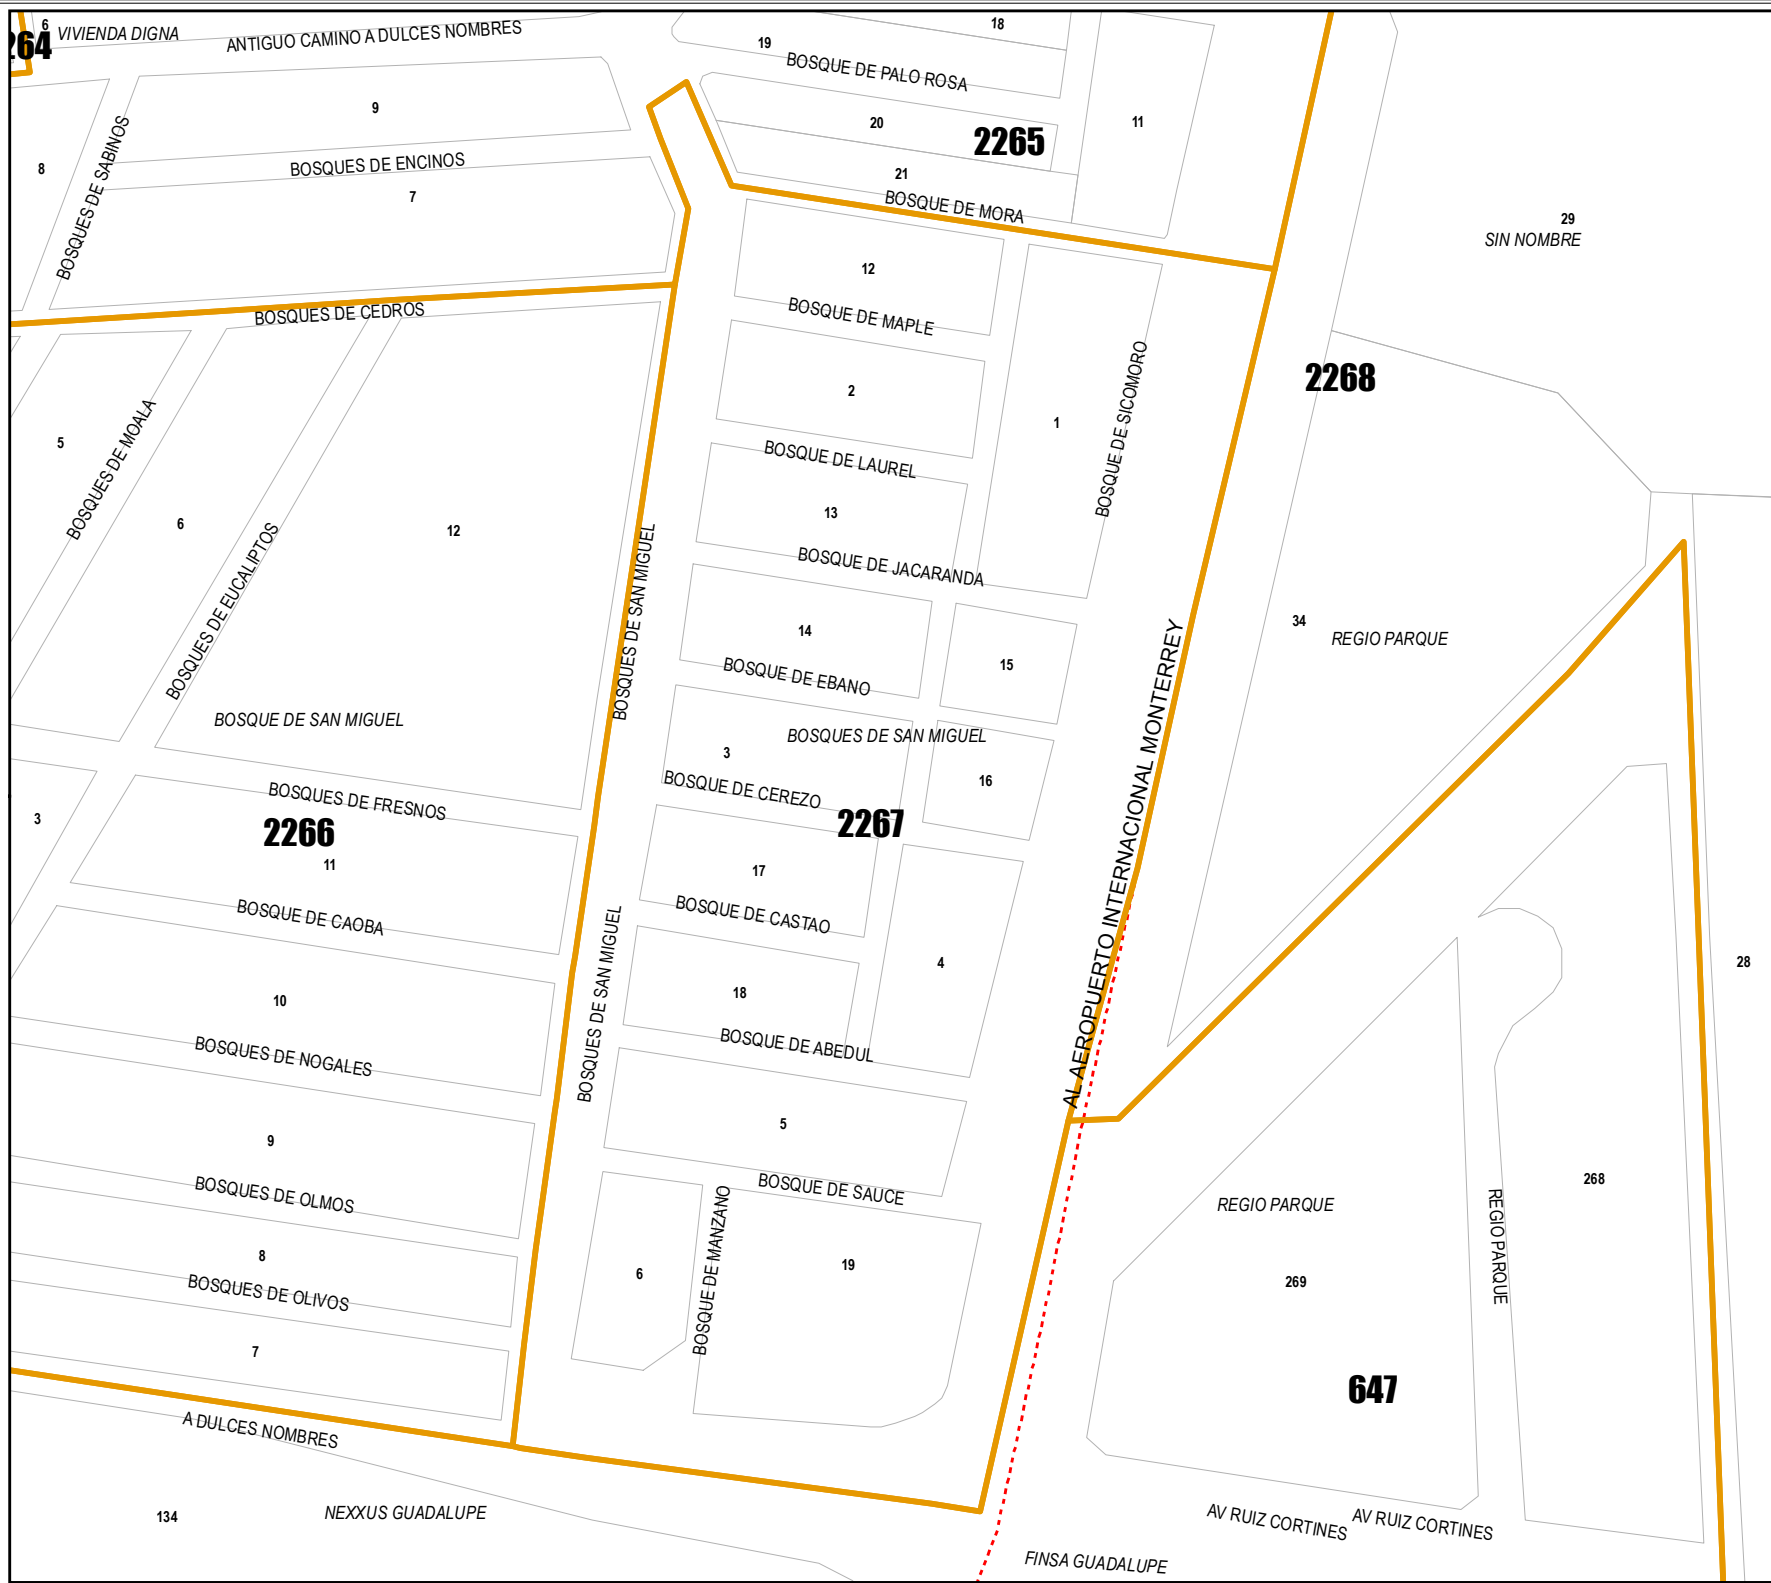 6
VIVIENDA DIGNA
264
ANTIGUO CAMINO A DULCES NOMBRES
18
19
BOSQUE DE PALO ROSA
9
20
2265
11
8
BOSQUES DE SABINOS
BOSQUES DE ENCINOS
21
7
BOSQUE DE MORA
29
SIN NOMBRE
12
BOSQUES DE CEDROS
BOSQUE DE MAPLE
2268
2
1
BOSQUE DE SICOMORO
5
BOSQUES DE MOALA
BOSQUE DE LAUREL
6
12
13
BOSQUES DE EUCALIPTOS
BOSQUES DE SAN MIGUEL
BOSQUE DE JACARANDA
14
34
REGIO PARQUE
15
BOSQUE DE EBANO
BOSQUE DE SAN MIGUEL
BOSQUES DE SAN MIGUEL
3
16
BOSQUE DE CEREZO
BOSQUES DE FRESNOS
3
2266
2267
AL AEROPUERTO INTERNACIONAL MONTERREY
11
17
BOSQUE DE CAOBA
BOSQUE DE CASTAO
4
28
10
18
BOSQUES DE SAN MIGUEL
BOSQUES DE NOGALES
BOSQUE DE ABEDUL
9
5
BOSQUES DE OLMOS
BOSQUE DE SAUCE
268
REGIO PARQUE
REGIO PARQUE
8
6
BOSQUE DE MANZANO
19
269
BOSQUES DE OLIVOS
7
647
A DULCES NOMBRES
134
NEXXUS GUADALUPE
AV RUIZ CORTINES
AV RUIZ CORTINES
FINSA GUADALUPE